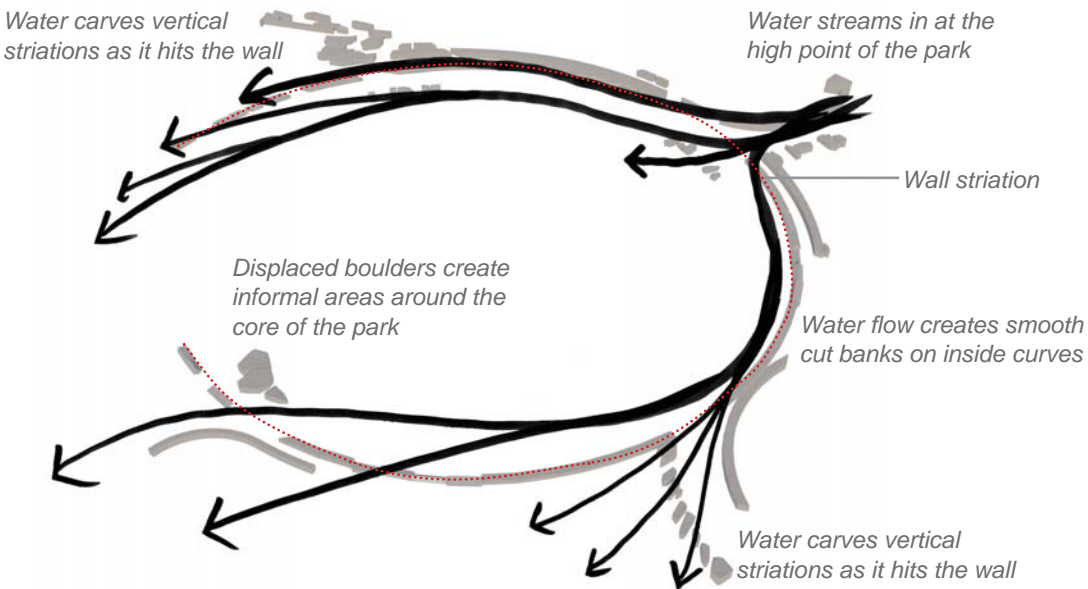 Water carves vertical
striations as it hits the wall
Water streams in at the
high point of the park
Wall striation
Displaced boulders create
informal areas around the
core of the park
Water flow creates smooth
cut banks on inside curves
Water carves vertical
striations as it hits the wall